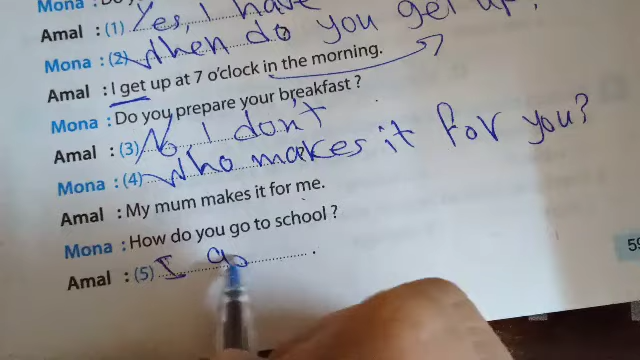 Mona :
Amal : (1) Yes, I have
Mona : (2) When do you get up?
Amal : I get up at 7 o'clock in the morning.
Mona : Do you prepare your breakfast ?
Amal : (3) No, I don't
Mona : (4) Who makes it for you?
Amal : My mum makes it for me.
Mona : How do you go to school ?
Amal : (5) I go .
59